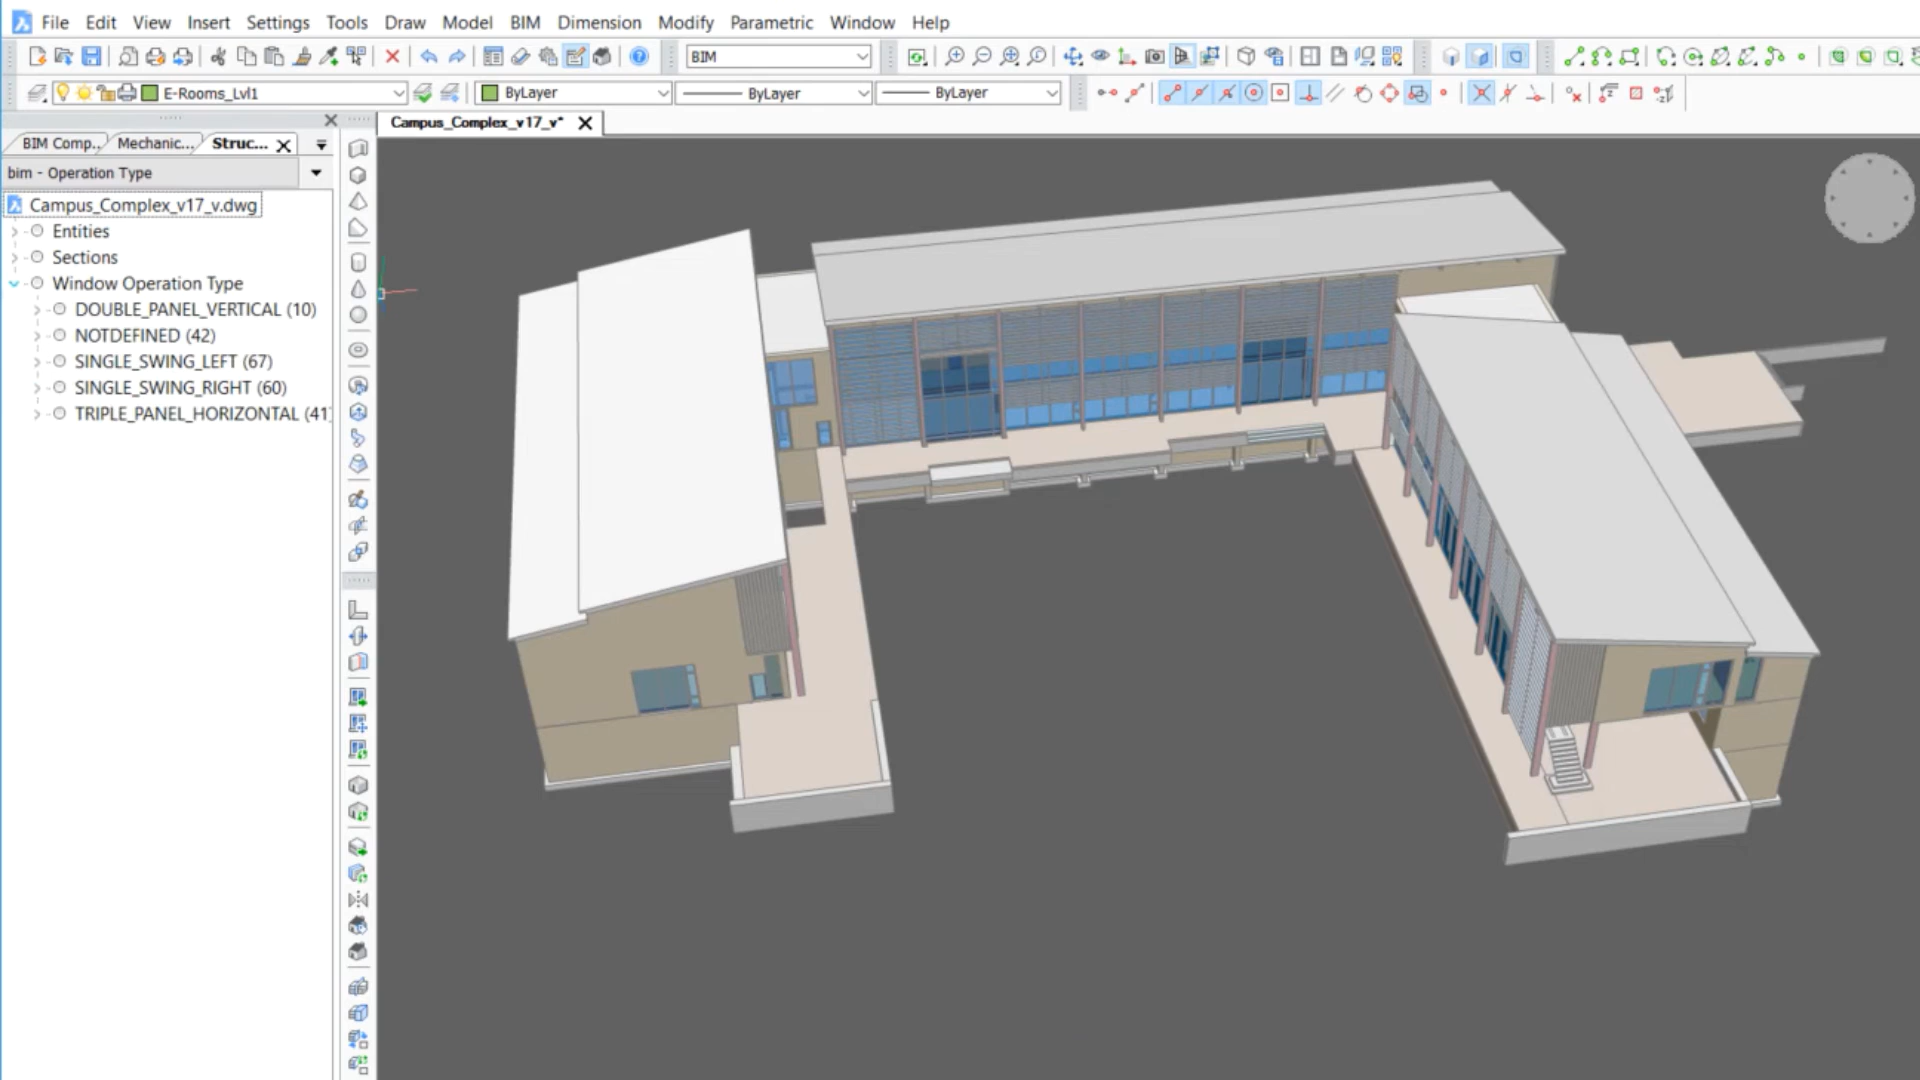 File Edit View Insert Settings Tools Draw Model BIM Dimension Modify Parametric Window Help
BIM
E-Rooms_Lvl1 ByLayer ByLayer ByLayer
Campus_Complex_v17_v*
BIM Comp.. Mechanic... Struc...
bim - Operation Type
Campus_Complex_v17_v.dwg
Entities
Sections
Window Operation Type
DOUBLE_PANEL_VERTICAL (10)
NOTDEFINED (42)
SINGLE_SWING_LEFT (67)
SINGLE_SWING_RIGHT (60)
TRIPLE_PANEL_HORIZONTAL (41